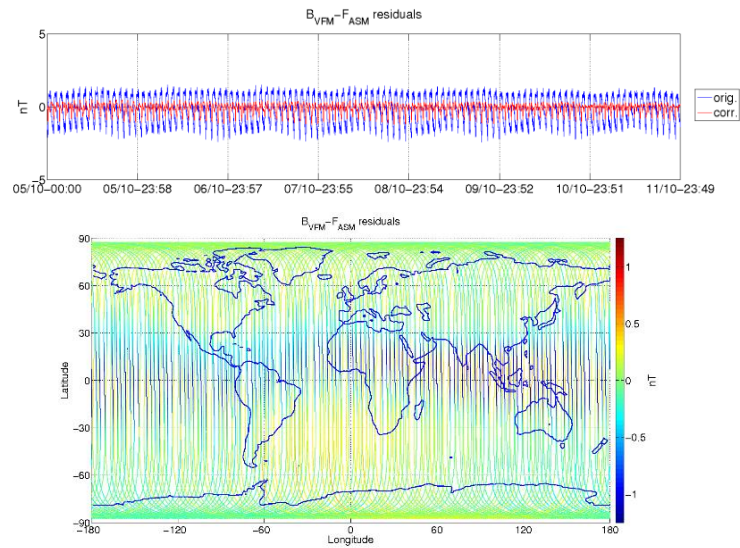 B_VFM−F_ASM residuals
5
0
−5
nT
orig.
corr.
05/10−00:00 05/10−23:58 06/10−23:57 07/10−23:55 08/10−23:54 09/10−23:52 10/10−23:51 11/10−23:49
B_VFM−F_ASM residuals
90
60
30
0
−30
−60
−90
Latitude
−180 −120 −60 0 60 120 180
Longitude
1
0.5
0
−0.5
−1
nT